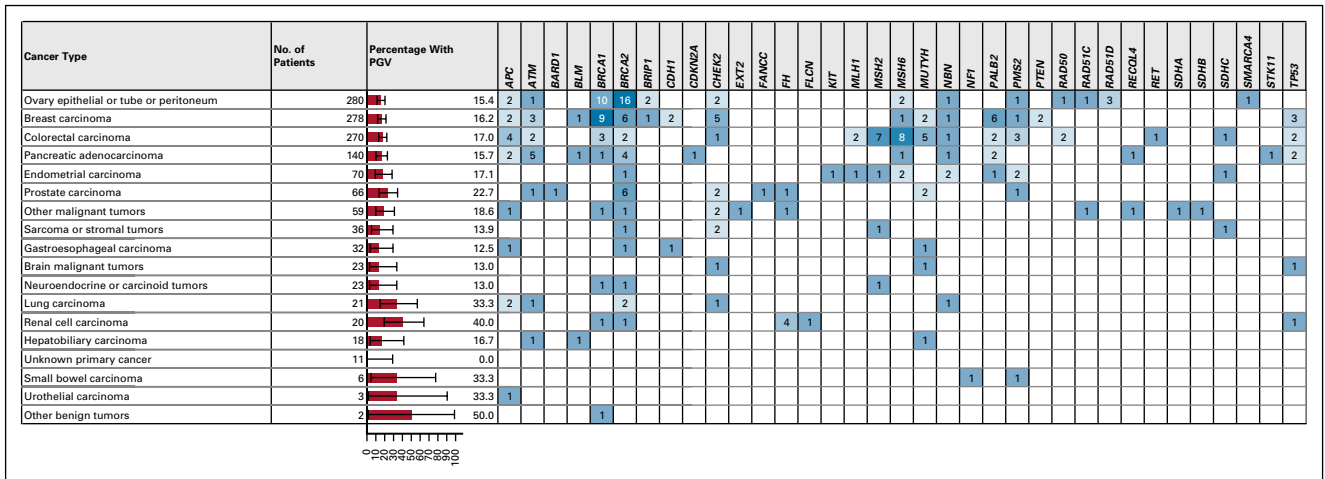 Cancer Type No. of Patients Percentage With PGV APC ATM BARD1 BLM BRCA1 BRCA2 BRIP1 CDH1 CDKN2A CHEK2 EXT2 FANCC FH FLCN KIT MLH1 MSH2 MSH6 MUTYH NBN NF1 PALB2 PMS2 PTEN RAD50 RAD51C RAD51D RECQL4 RET SDHA SDHB SDHC SMARCA4 STK11 TP53
Ovary epithelial or tube or peritoneum 280 15.4 2 1 10 16 2 2 2 1 1 1 1 3 1
Breast carcinoma 278 16.2 2 3 1 9 6 1 2 5 1 2 1 6 1 2 3
Colorectal carcinoma 270 17.0 4 2 3 2 1 2 7 8 5 1 2 3 2 1 1 2
Pancreatic adenocarcinoma 140 15.7 2 5 1 1 4 1 1 1 2 1 1 2
Endometrial carcinoma 70 17.1 1 1 1 1 2 2 1 2 1
Prostate carcinoma 66 22.7 1 1 6 2 1 1 2 1
Other malignant tumors 59 18.6 1 1 1 2 1 1 1 1 1 1
Sarcoma or stromal tumors 36 13.9 1 2 1 1
Gastroesophageal carcinoma 32 12.5 1 1 1 1
Brain malignant tumors 23 13.0 1 1 1
Neuroendocrine or carcinoid tumors 23 13.0 1 1 1
Lung carcinoma 21 33.3 2 1 2 1 1
Renal cell carcinoma 20 40.0 1 1 4 1 1
Hepatobiliary carcinoma 18 16.7 1 1 1
Unknown primary cancer 11 0.0
Small bowel carcinoma 6 33.3 1 1
Urothelial carcinoma 3 33.3 1
Other benign tumors 2 50.0 1
0 10 20 30 40 50 60 70 80 90 100